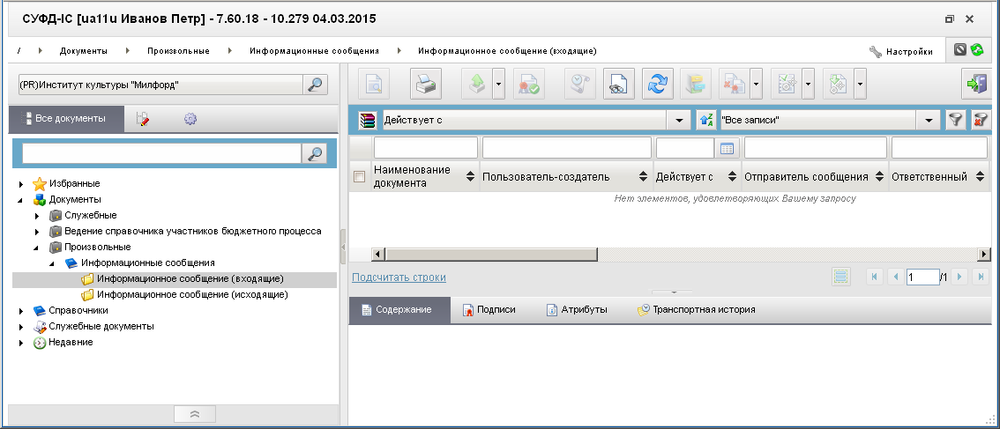 СУФД-IC [ua11u Иванов Петр] - 7.60.18 - 10.279 04.03.2015
/ Документы Произвольные Информационные сообщения Информационное сообщение (входящие) Настройки
(PR)Институт культуры "Милфорд"
Все документы
Действует с "Все записи"
Наименование документа Пользователь-создатель Действует с Отправитель сообщения Ответственный
Нет элементов, удовлетворяющих Вашему запросу
Избранные
Документы
Служебные
Ведение справочника участников бюджетного процесса
Произвольные
Информационные сообщения
Информационное сообщение (входящие)
Информационное сообщение (исходящие)
Справочники
Служебные документы
Недавние
Подсчитать строки 1 /1
Содержание Подписи Атрибуты Транспортная история